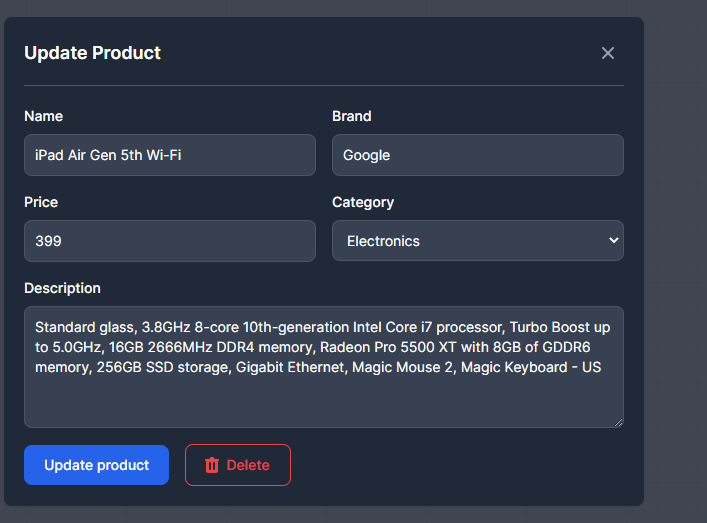 Update Product
Name
Brand
iPad Air Gen 5th Wi-Fi
Google
Price
Category
399
Electronics
Description
Standard glass, 3.8GHz 8-core 10th-generation Intel Core i7 processor, Turbo Boost up
to 5.0GHz, 16GB 2666MHz DDR4 memory, Radeon Pro 5500 XT with 8GB of GDDR6
memory, 256GB SSD storage, Gigabit Ethernet, Magic Mouse 2, Magic Keyboard - US
Update product
Delete